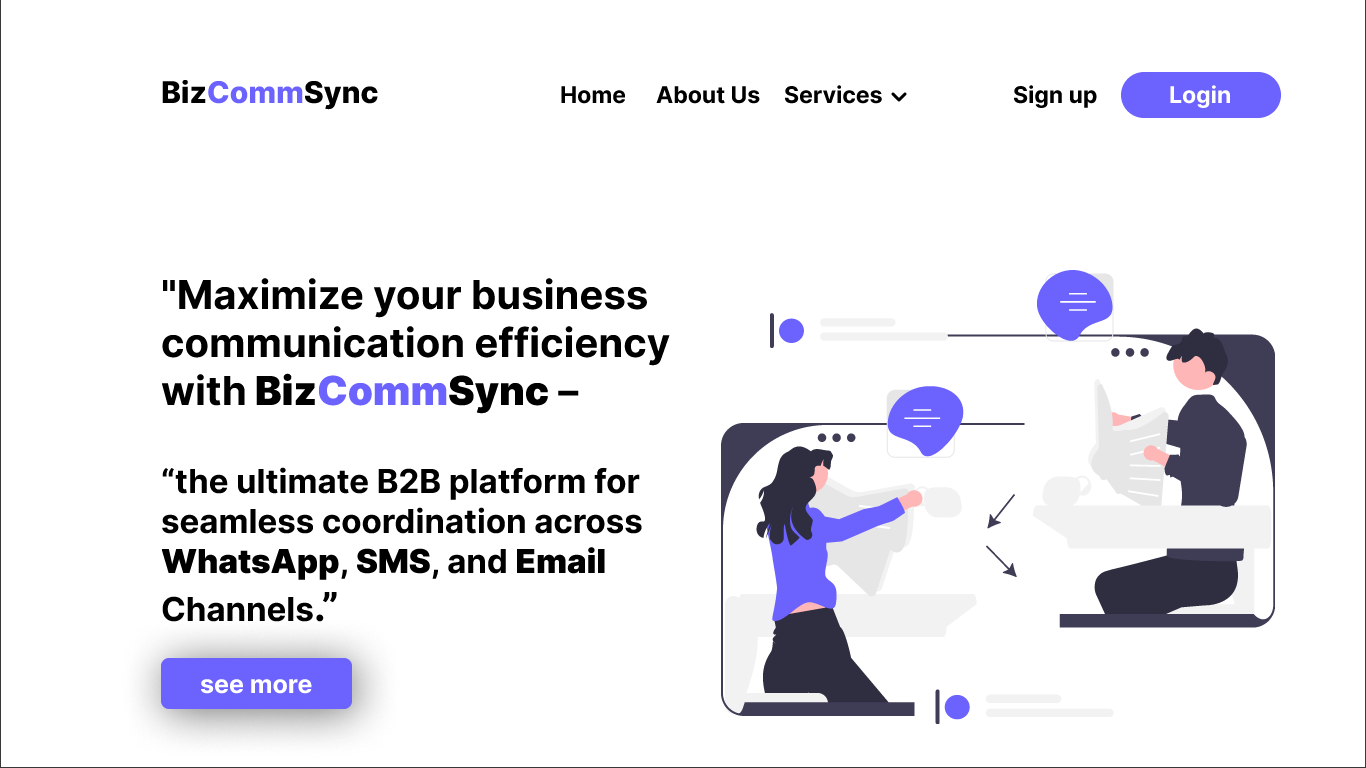 BizCommSync
Home About Us Services
Sign up Login
"Maximize your business
communication efficiency
with BizCommSync –
“the ultimate B2B platform for
seamless coordination across
WhatsApp, SMS, and Email
Channels.”
see more